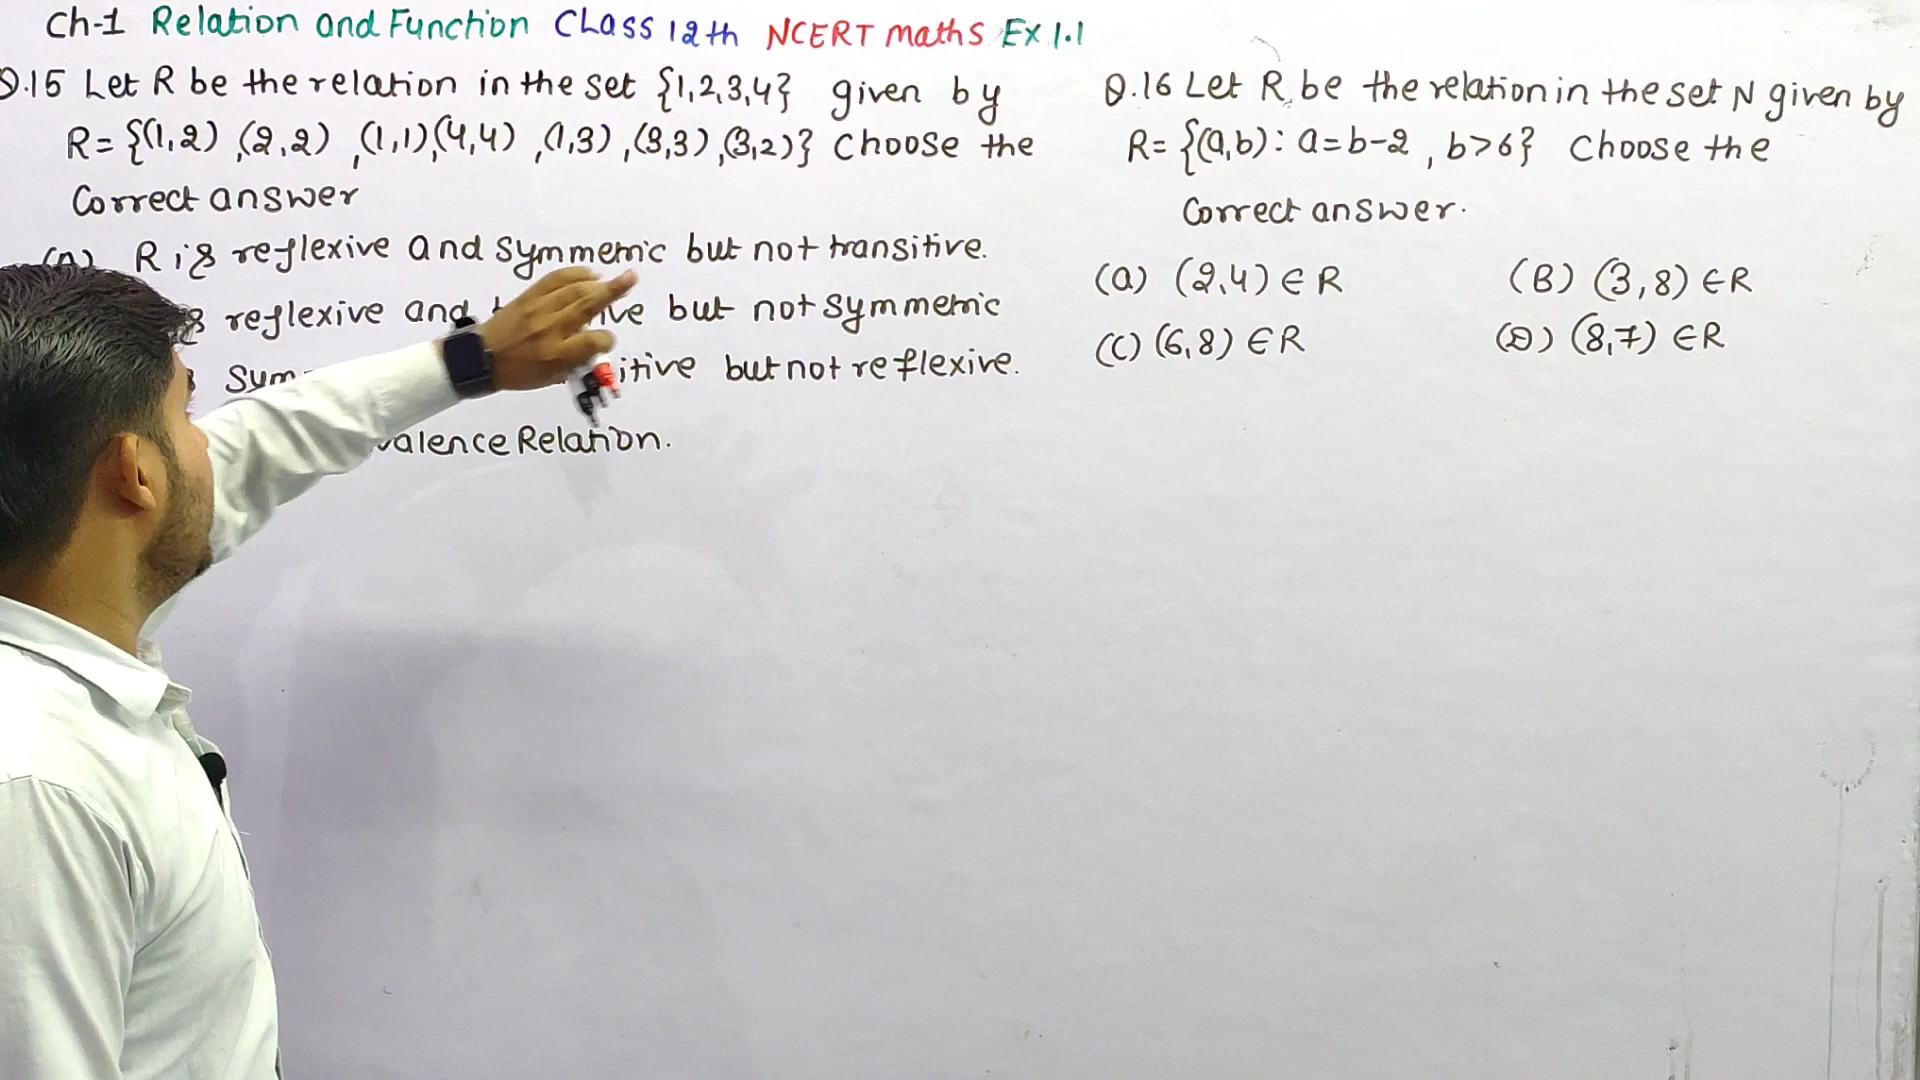 Ch-1 Relation and Function Class 12th NCERT maths Ex 1.1
Q.15 Let R be the relation in the set {1,2,3,4} given by
R= {(1,2) ,(2,2) ,(1,1),(4,4) ,(1,3) ,(3,3) ,(3,2)} Choose the
Correct answer
(A) R is reflexive and symmetric but not transitive.
reflexive and but not symmetric
but not reflexive.
Relation.
Q.16 Let R be the relation in the set N given by
R= {(a,b): a=b-2 , b>6} Choose the
Correct answer.
(a) (2,4) ∈ R (B) (3,8) ∈ R
(C) (6,8) ∈ R (D) (8,7) ∈ R